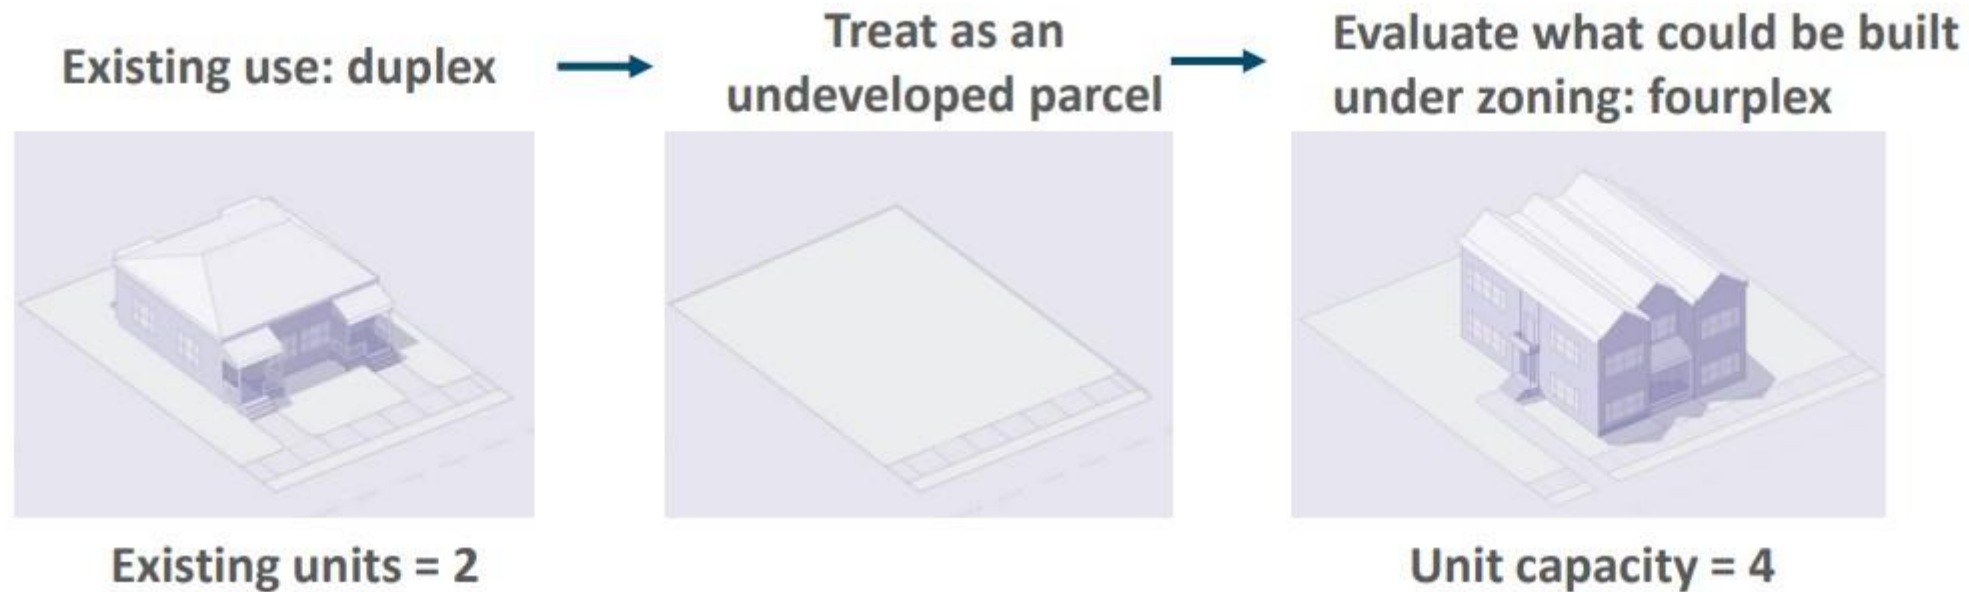 Existing use: duplex
Treat as an
undeveloped parcel
Evaluate what could be built
under zoning: fourplex
Existing units = 2
Unit capacity = 4